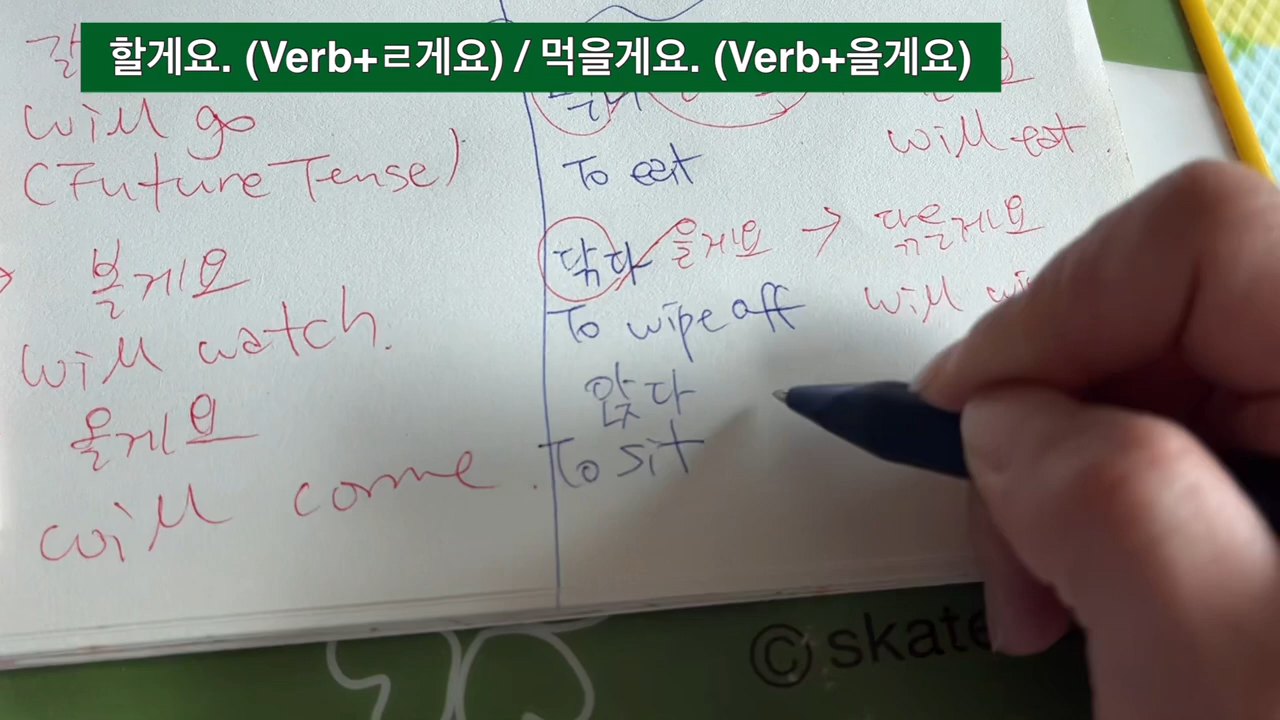 할게요. (Verb+ㄹ게요) / 먹을게요. (Verb+을게요)
갈
will go
(Future Tense)
볼게요
will watch.
올게요
will come.
will eat.
To eat
닦다 을게요 → 닦을게요
To wipe off will
앉다
To sit
© skate